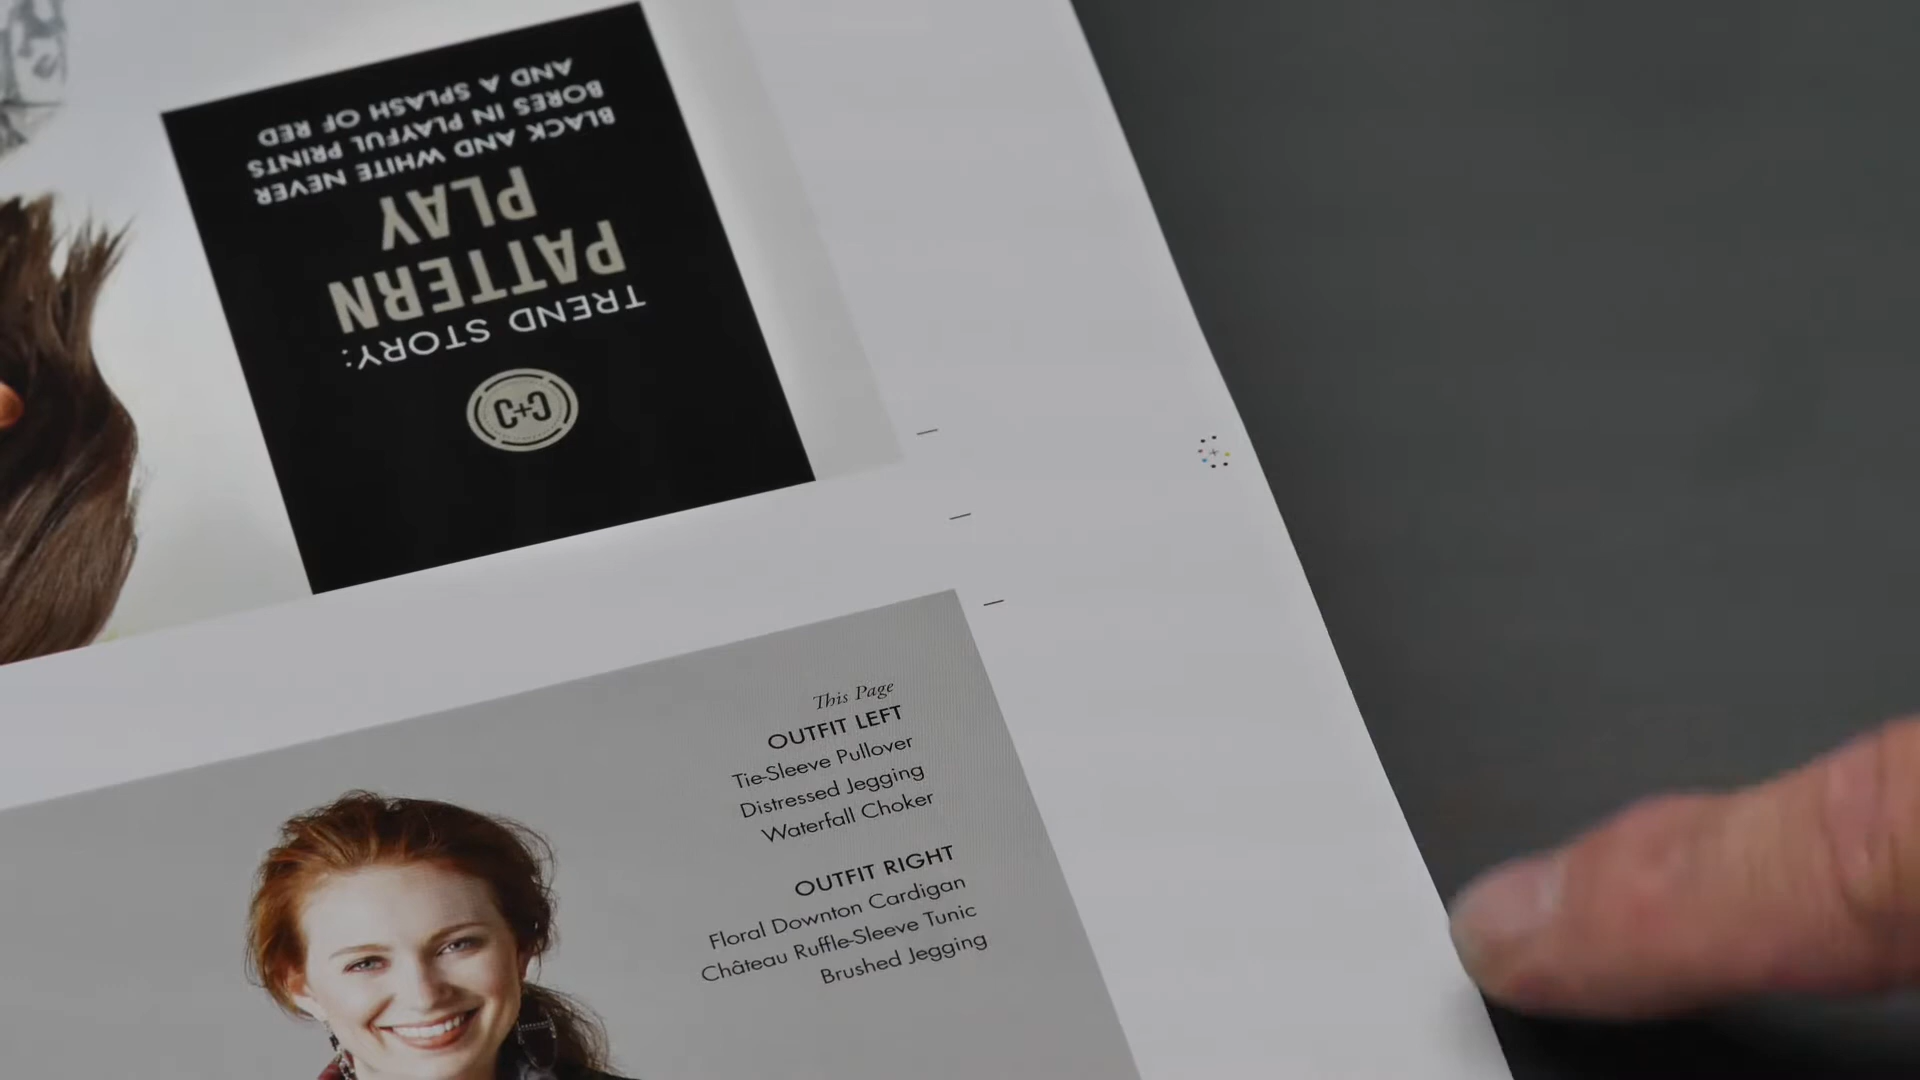 C+C
TREND STORY:
PATTERN
PLAY
BLACK AND WHITE NEVER
BORES IN PLAYFUL PRINTS
AND A SPLASH OF RED
This Page
OUTFIT LEFT
Tie-Sleeve Pullover
Distressed Jegging
Waterfall Choker
OUTFIT RIGHT
Floral Downton Cardigan
Château Ruffle-Sleeve Tunic
Brushed Jegging